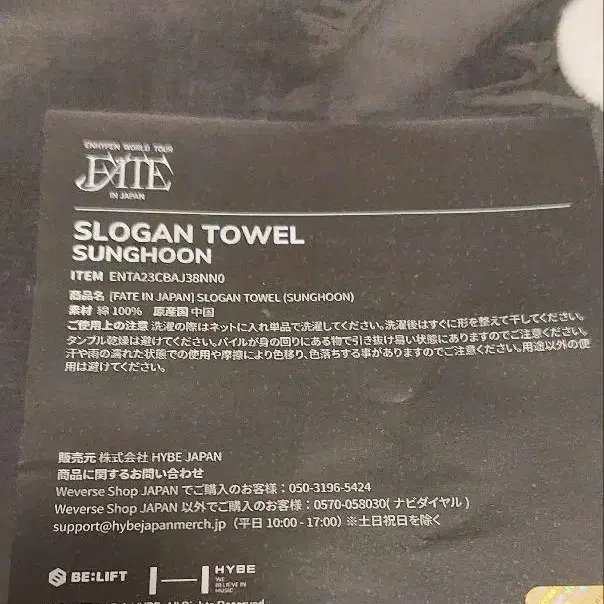 ENHYPEN WORLD TOUR
FATE
IN JAPAN
SLOGAN TOWEL
SUNGHOON
ITEM ENTA23CBAJ38NN0
商品名 [FATE IN JAPAN] SLOGAN TOWEL (SUNGHOON)
素材 綿 100% 原産国 中国
ご使用上の注意 洗濯の際はネットに入れ単品で洗濯してください。洗濯後はすぐに形を整えて干してください。
タンブル乾燥は避けてください。パイルが身の回りにある物で引き抜け易い状態にありますのでご注意ください。
汗や雨の濡れた状態での使用や摩擦により色移り、色落ちする事がありますのでご注意ください。用途以外の使
用は避けてください。
販売元 株式会社 HYBE JAPAN
商品に関するお問い合わせ
Weverse Shop JAPAN でご購入のお客様：050-3196-5424
Weverse Shop JAPAN 以外でご購入のお客様：0570-058030( ナビダイヤル )
support@hybejapanmerch.jp（平日 10:00 - 17:00）※土日祝日を除く
BE:LIFT
HYBE
WE
BELIEVE IN
MUSIC
HYBE. All Rights Reserved